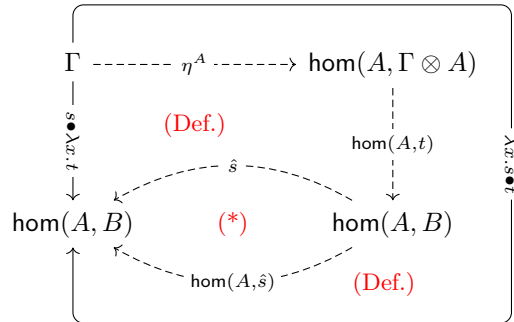 Γ η^A hom(A, Γ ⊗ A)
s●λx.t (Def.) hom(A,t) λx.s●t
ŝ
hom(A, B) (*) hom(A, B)
hom(A,ŝ) (Def.)